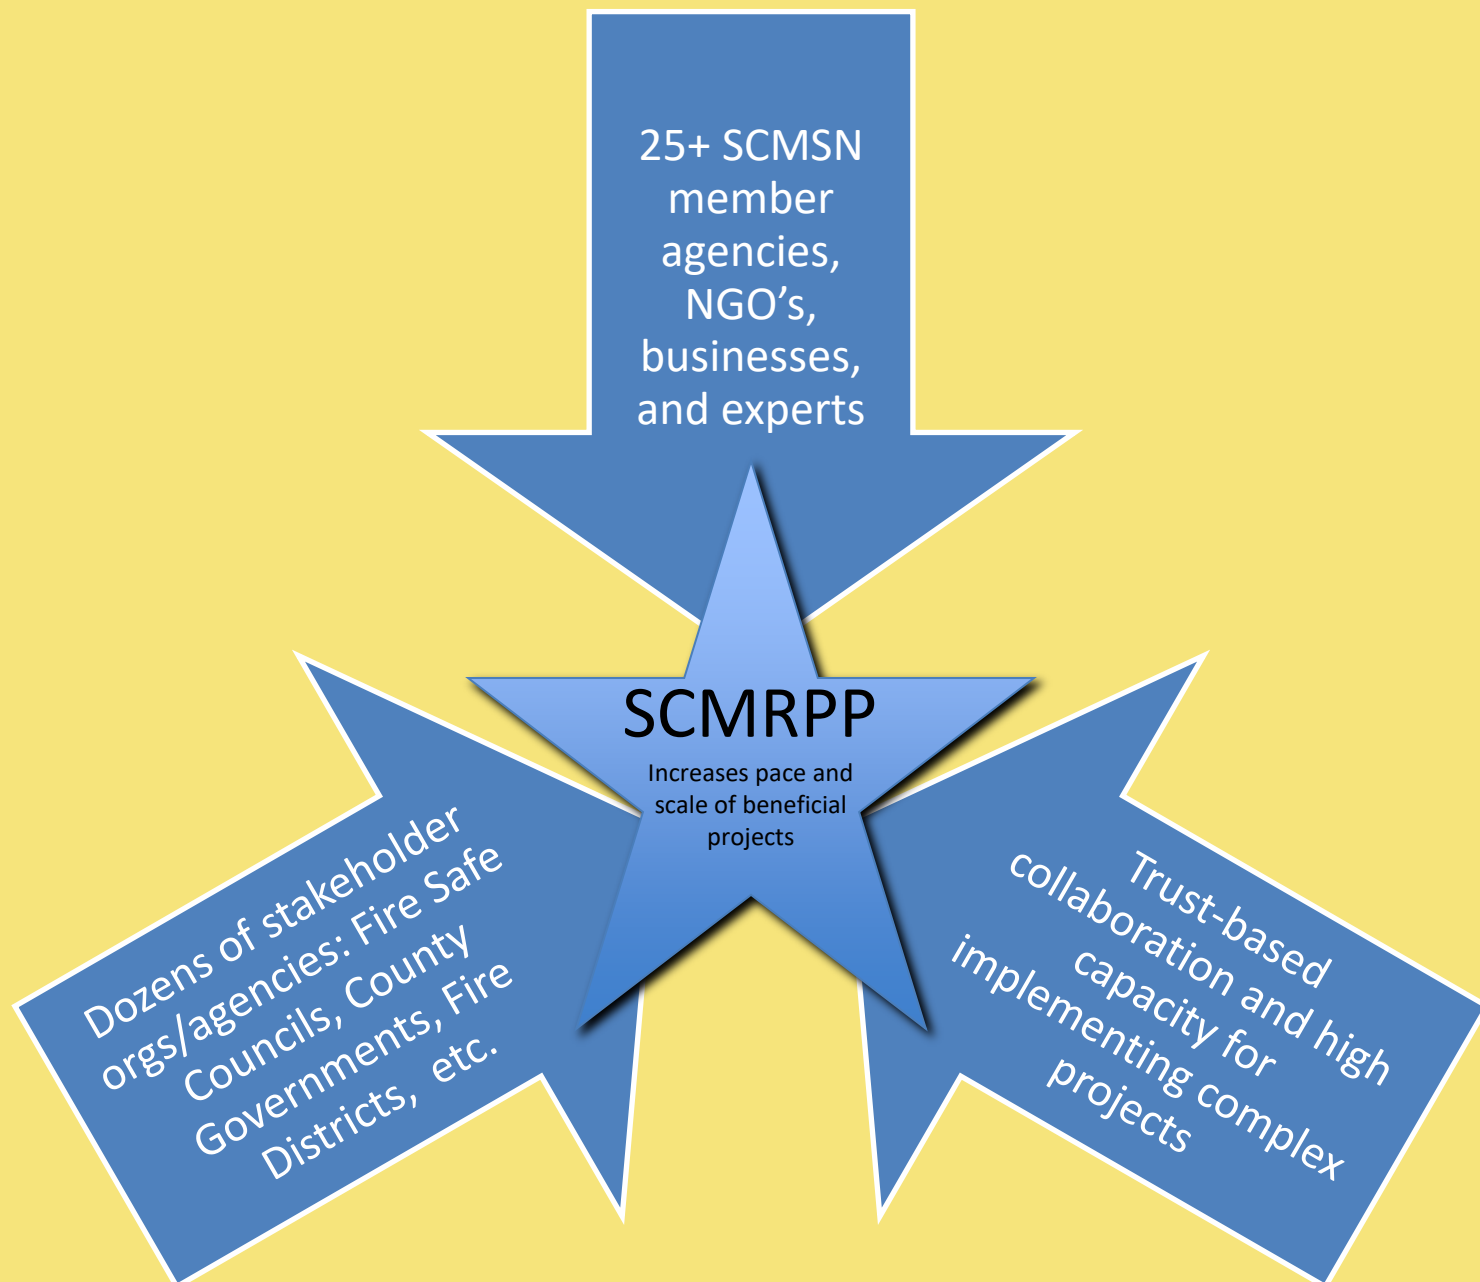 25+ SCMSN
member
agencies,
NGO’s,
businesses,
and experts
SCMRPP
Increases pace and
scale of beneficial
projects
Dozens of stakeholder
orgs/agencies: Fire Safe
Councils, County
Governments, Fire
Districts, etc.
Trust-based
collaboration and high
capacity for
implementing complex
projects